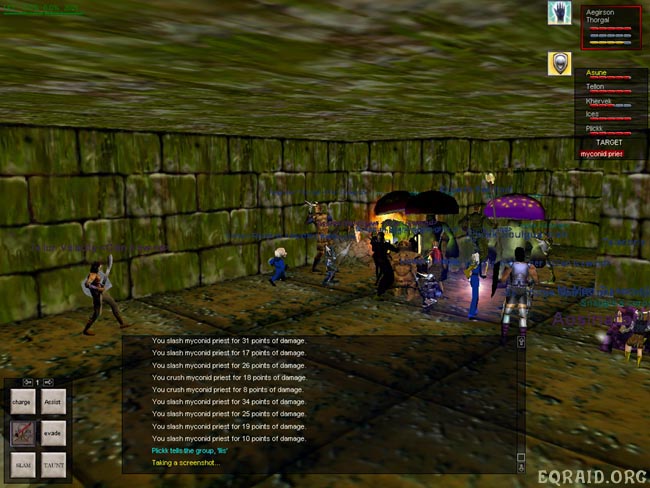 Aegirson
Thorgal
Asune
Tellon
Khervek
Ices
Plickk
TARGET
myconid pries
You slash myconid priest for 31 points of damage.
You slash myconid priest for 17 points of damage.
You slash myconid priest for 26 points of damage.
You crush myconid priest for 18 points of damage.
You crush myconid priest for 8 points of damage.
You slash myconid priest for 34 points of damage.
You slash myconid priest for 25 points of damage.
You slash myconid priest for 19 points of damage.
You slash myconid priest for 10 points of damage.
Plickk tells the group, 'llis'
Taking a screenshot...
1
charge
Assist
evade
SLAM
TAUNT
EQRAID.ORG